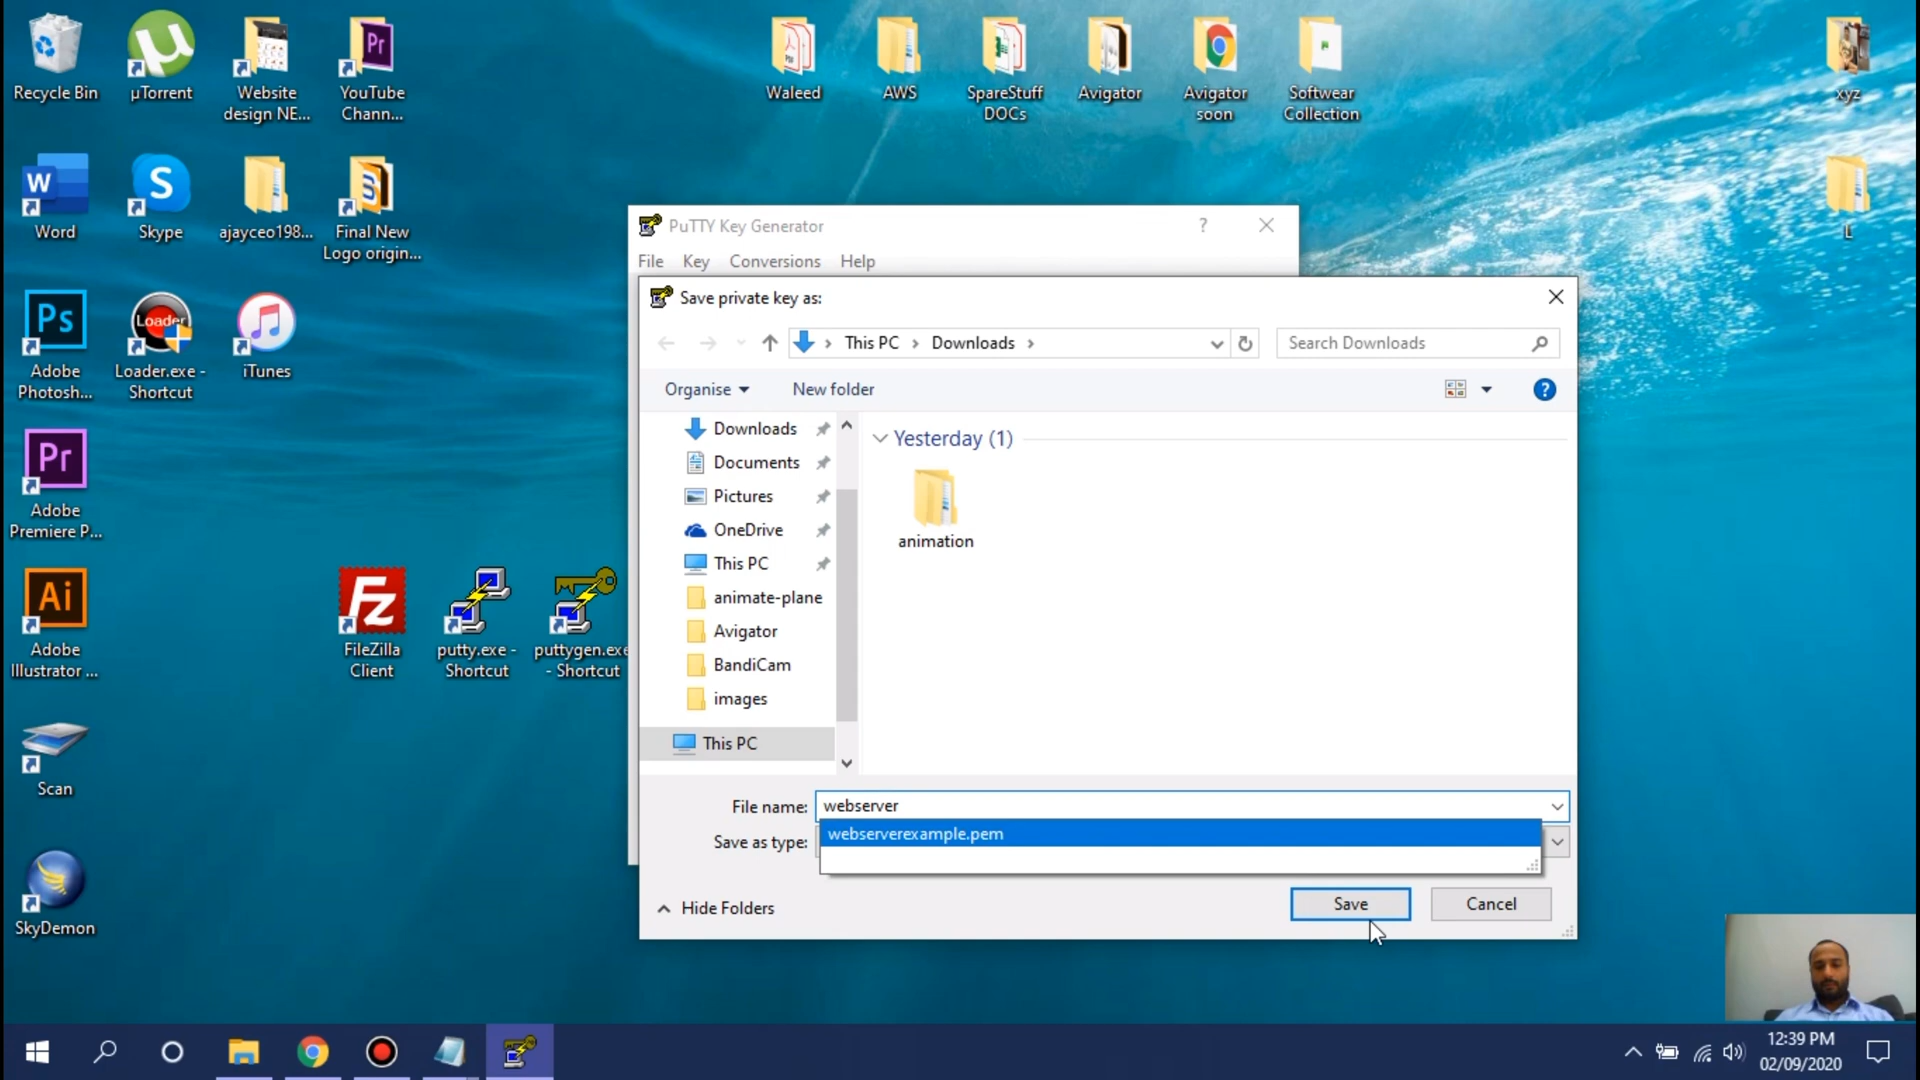 Recycle Bin
µTorrent
Website
design NE...
YouTube
Chann...
Waleed
AWS
SpareStuff
DOCs
Avigator
Avigator
soon
Softwear
Collection
xyz
Word
Skype
ajayceo198...
Final New
Logo origin...
Adobe
Photosh...
Loader
Loader.exe -
Shortcut
iTunes
Adobe
Premiere P...
Adobe
Illustrator ...
FileZilla
Client
putty.exe -
Shortcut
puttygen.exe
- Shortcut
Scan
SkyDemon
PuTTY Key Generator
File Key Conversions Help
Save private key as:
This PC > Downloads >
Search Downloads
Organise
New folder
Downloads
Documents
Pictures
OneDrive
This PC
animate-plane
Avigator
BandiCam
images
This PC
Yesterday (1)
animation
File name: webserver
webserverexample.pem
Save as type:
Hide Folders
Save
Cancel
12:39 PM
02/09/2020